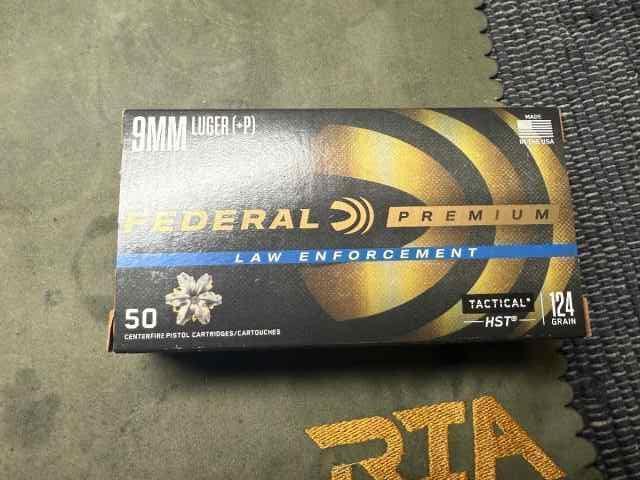 9MM LUGER (+P)
MADE
IN THE USA
FEDERAL PREMIUM
LAW ENFORCEMENT
50
CENTERFIRE PISTOL CARTRIDGES/CARTOUCHES
TACTICAL®
HST®
124
GRAIN
RIA